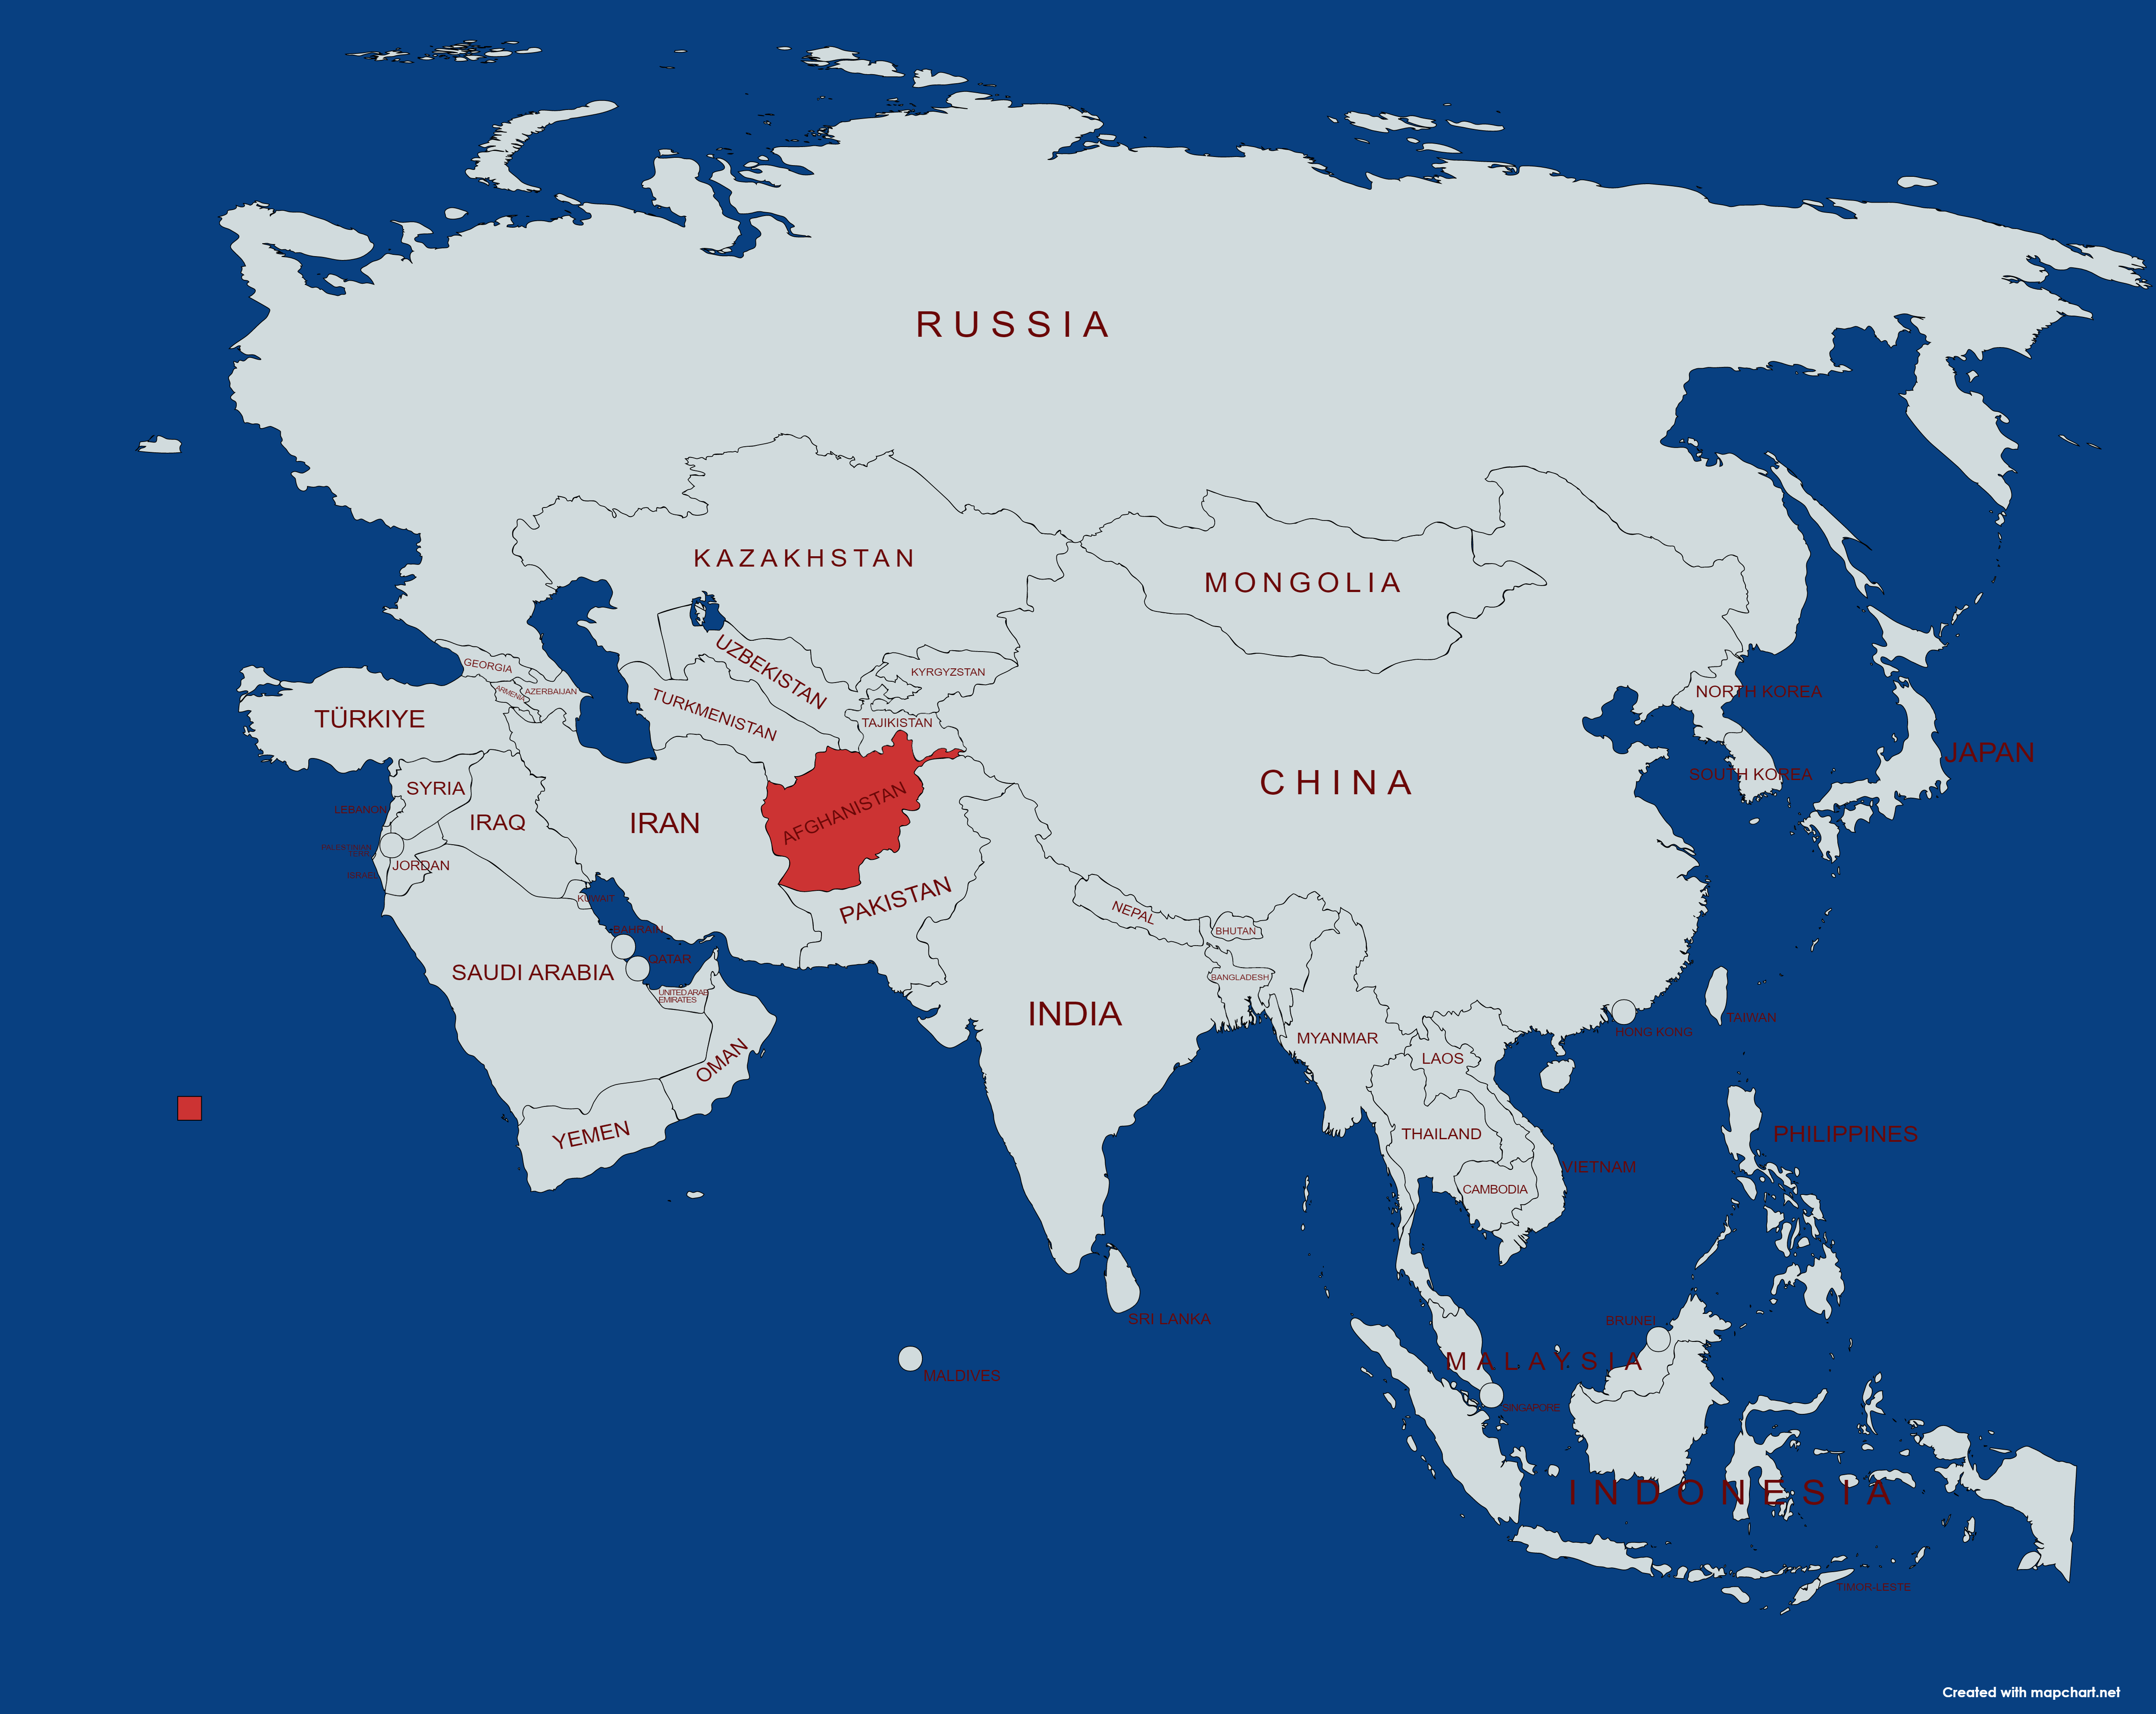 RUSSIA
KAZAKHSTAN
MONGOLIA
UZBEKISTAN
GEORGIA
KYRGYZSTAN
ARMENIA
AZERBAIJAN
NORTH KOREA
TURKMENISTAN
TÜRKIYE
TAJIKISTAN
JAPAN
SOUTH KOREA
CHINA
SYRIA
AFGHANISTAN
LEBANON
IRAQ
IRAN
ISRAEL
JORDAN
KUWAIT
PAKISTAN
NEPAL
BAHRAIN
BHUTAN
QATAR
SAUDI ARABIA
BANGLADESH
UNITED ARAB
EMIRATES
INDIA
TAIWAN
HONG KONG
MYANMAR
OMAN
LAOS
YEMEN
THAILAND
PHILIPPINES
VIETNAM
CAMBODIA
SRI LANKA
BRUNEI
MALAYSIA
MALDIVES
SINGAPORE
INDONESIA
TIMOR-LESTE
Created with mapchart.net